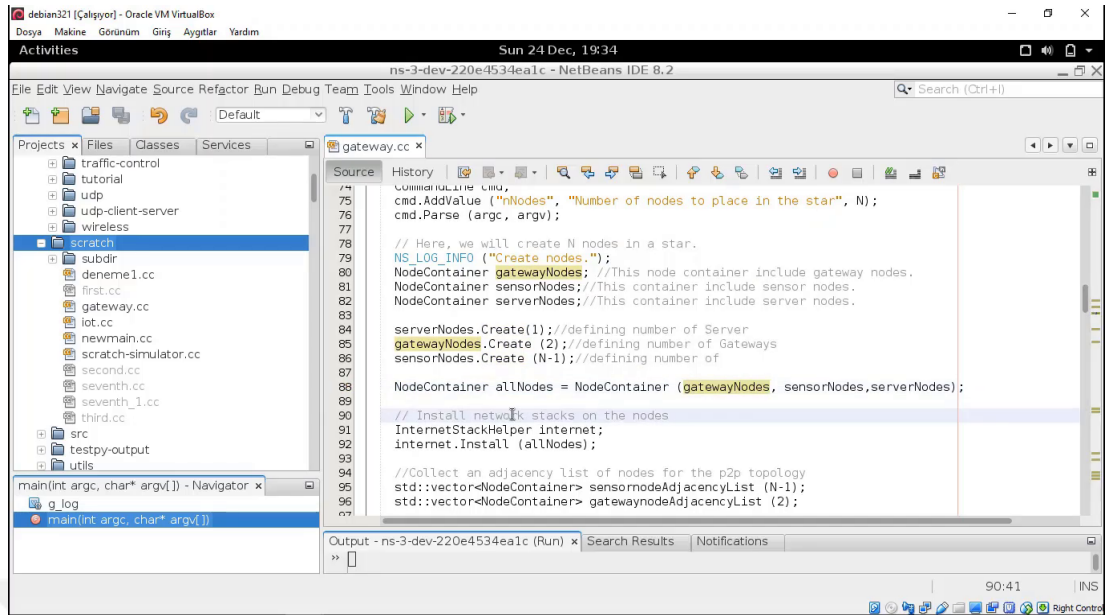 debian321 [Çalışıyor] - Oracle VM VirtualBox
Dosya Makine Görünüm Giriş Aygıtlar Yardım
Activities
Sun 24 Dec, 19:34
ns-3-dev-220e4534ea1c - NetBeans IDE 8.2
File Edit View Navigate Source Refactor Run Debug Team Tools Window Help
Search (Ctrl+I)
Default
Projects × Files Classes Services
traffic-control
tutorial
udp
udp-client-server
wireless
scratch
subdir
deneme1.cc
first.cc
gateway.cc
iot.cc
newmain.cc
scratch-simulator.cc
second.cc
seventh.cc
seventh_1.cc
third.cc
src
testpy-output
utils
main(int argc, char* argv[]) - Navigator ×
g_log
main(int argc, char* argv[])
gateway.cc ×
Source History
74 CommandLine cmd;
75 cmd.AddValue ("nNodes", "Number of nodes to place in the star", N);
76 cmd.Parse (argc, argv);
77
78 // Here, we will create N nodes in a star.
79 NS_LOG_INFO ("Create nodes.");
80 NodeContainer gatewayNodes; //This node container include gateway nodes.
81 NodeContainer sensorNodes;//This container include sensor nodes.
82 NodeContainer serverNodes;//This container include server nodes.
83
84 serverNodes.Create(1);//defining number of Server
85 gatewayNodes.Create (2);//defining number of Gateways
86 sensorNodes.Create (N-1);//defining number of
87
88 NodeContainer allNodes = NodeContainer (gatewayNodes, sensorNodes,serverNodes);
89
90 // Install network stacks on the nodes
91 InternetStackHelper internet;
92 internet.Install (allNodes);
93
94 //Collect an adjacency list of nodes for the p2p topology
95 std::vector<NodeContainer> sensornodeAdjacencyList (N-1);
96 std::vector<NodeContainer> gatewaynodeAdjacencyList (2);
97
Output - ns-3-dev-220e4534ea1c (Run) × Search Results Notifications
90:41 INS
Right Control